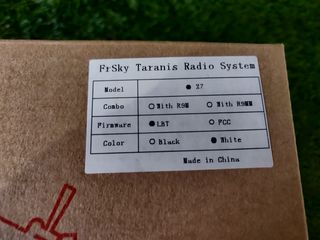 FrSky Taranis Radio System
Model ● X7
Combo ○ With R9M ○ With R9MM
Firmware ● LBT ○ FCC
Color ○ Black ● White
Made in China